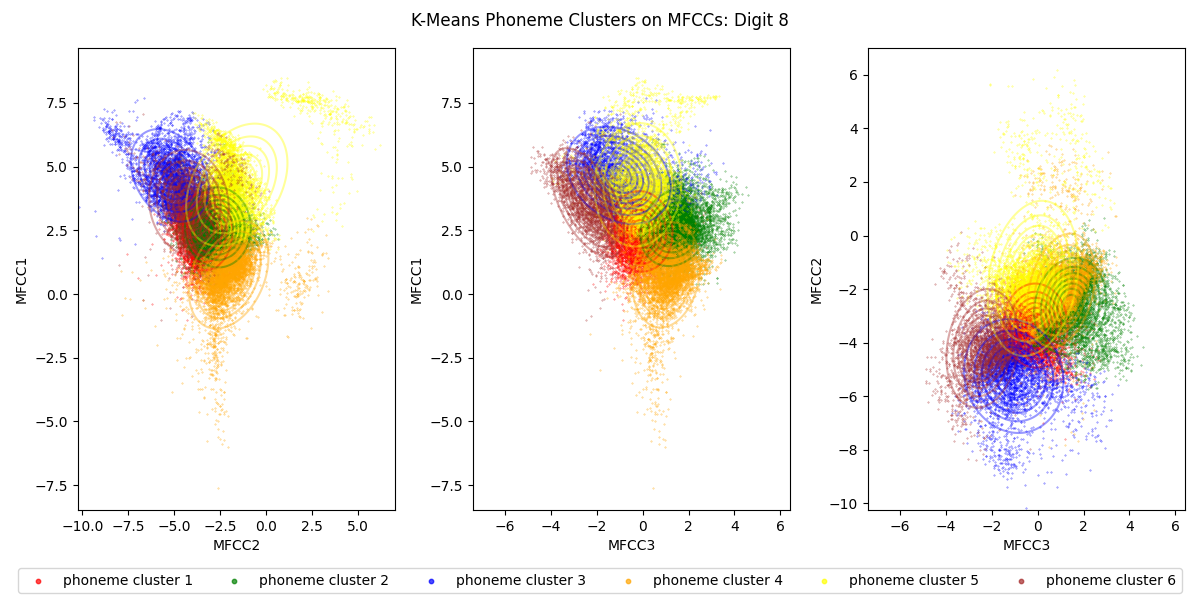 K-Means Phoneme Clusters on MFCCs: Digit 8
MFCC1
7.5
5.0
2.5
0.0
−2.5
−5.0
−7.5
−10.0 −7.5 −5.0 −2.5 0.0 2.5 5.0
MFCC2
MFCC1
7.5
5.0
2.5
0.0
−2.5
−5.0
−7.5
−6 −4 −2 0 2 4 6
MFCC3
MFCC2
6
4
2
0
−2
−4
−6
−8
−10
−6 −4 −2 0 2 4 6
MFCC3
phoneme cluster 1 phoneme cluster 2 phoneme cluster 3 phoneme cluster 4 phoneme cluster 5 phoneme cluster 6